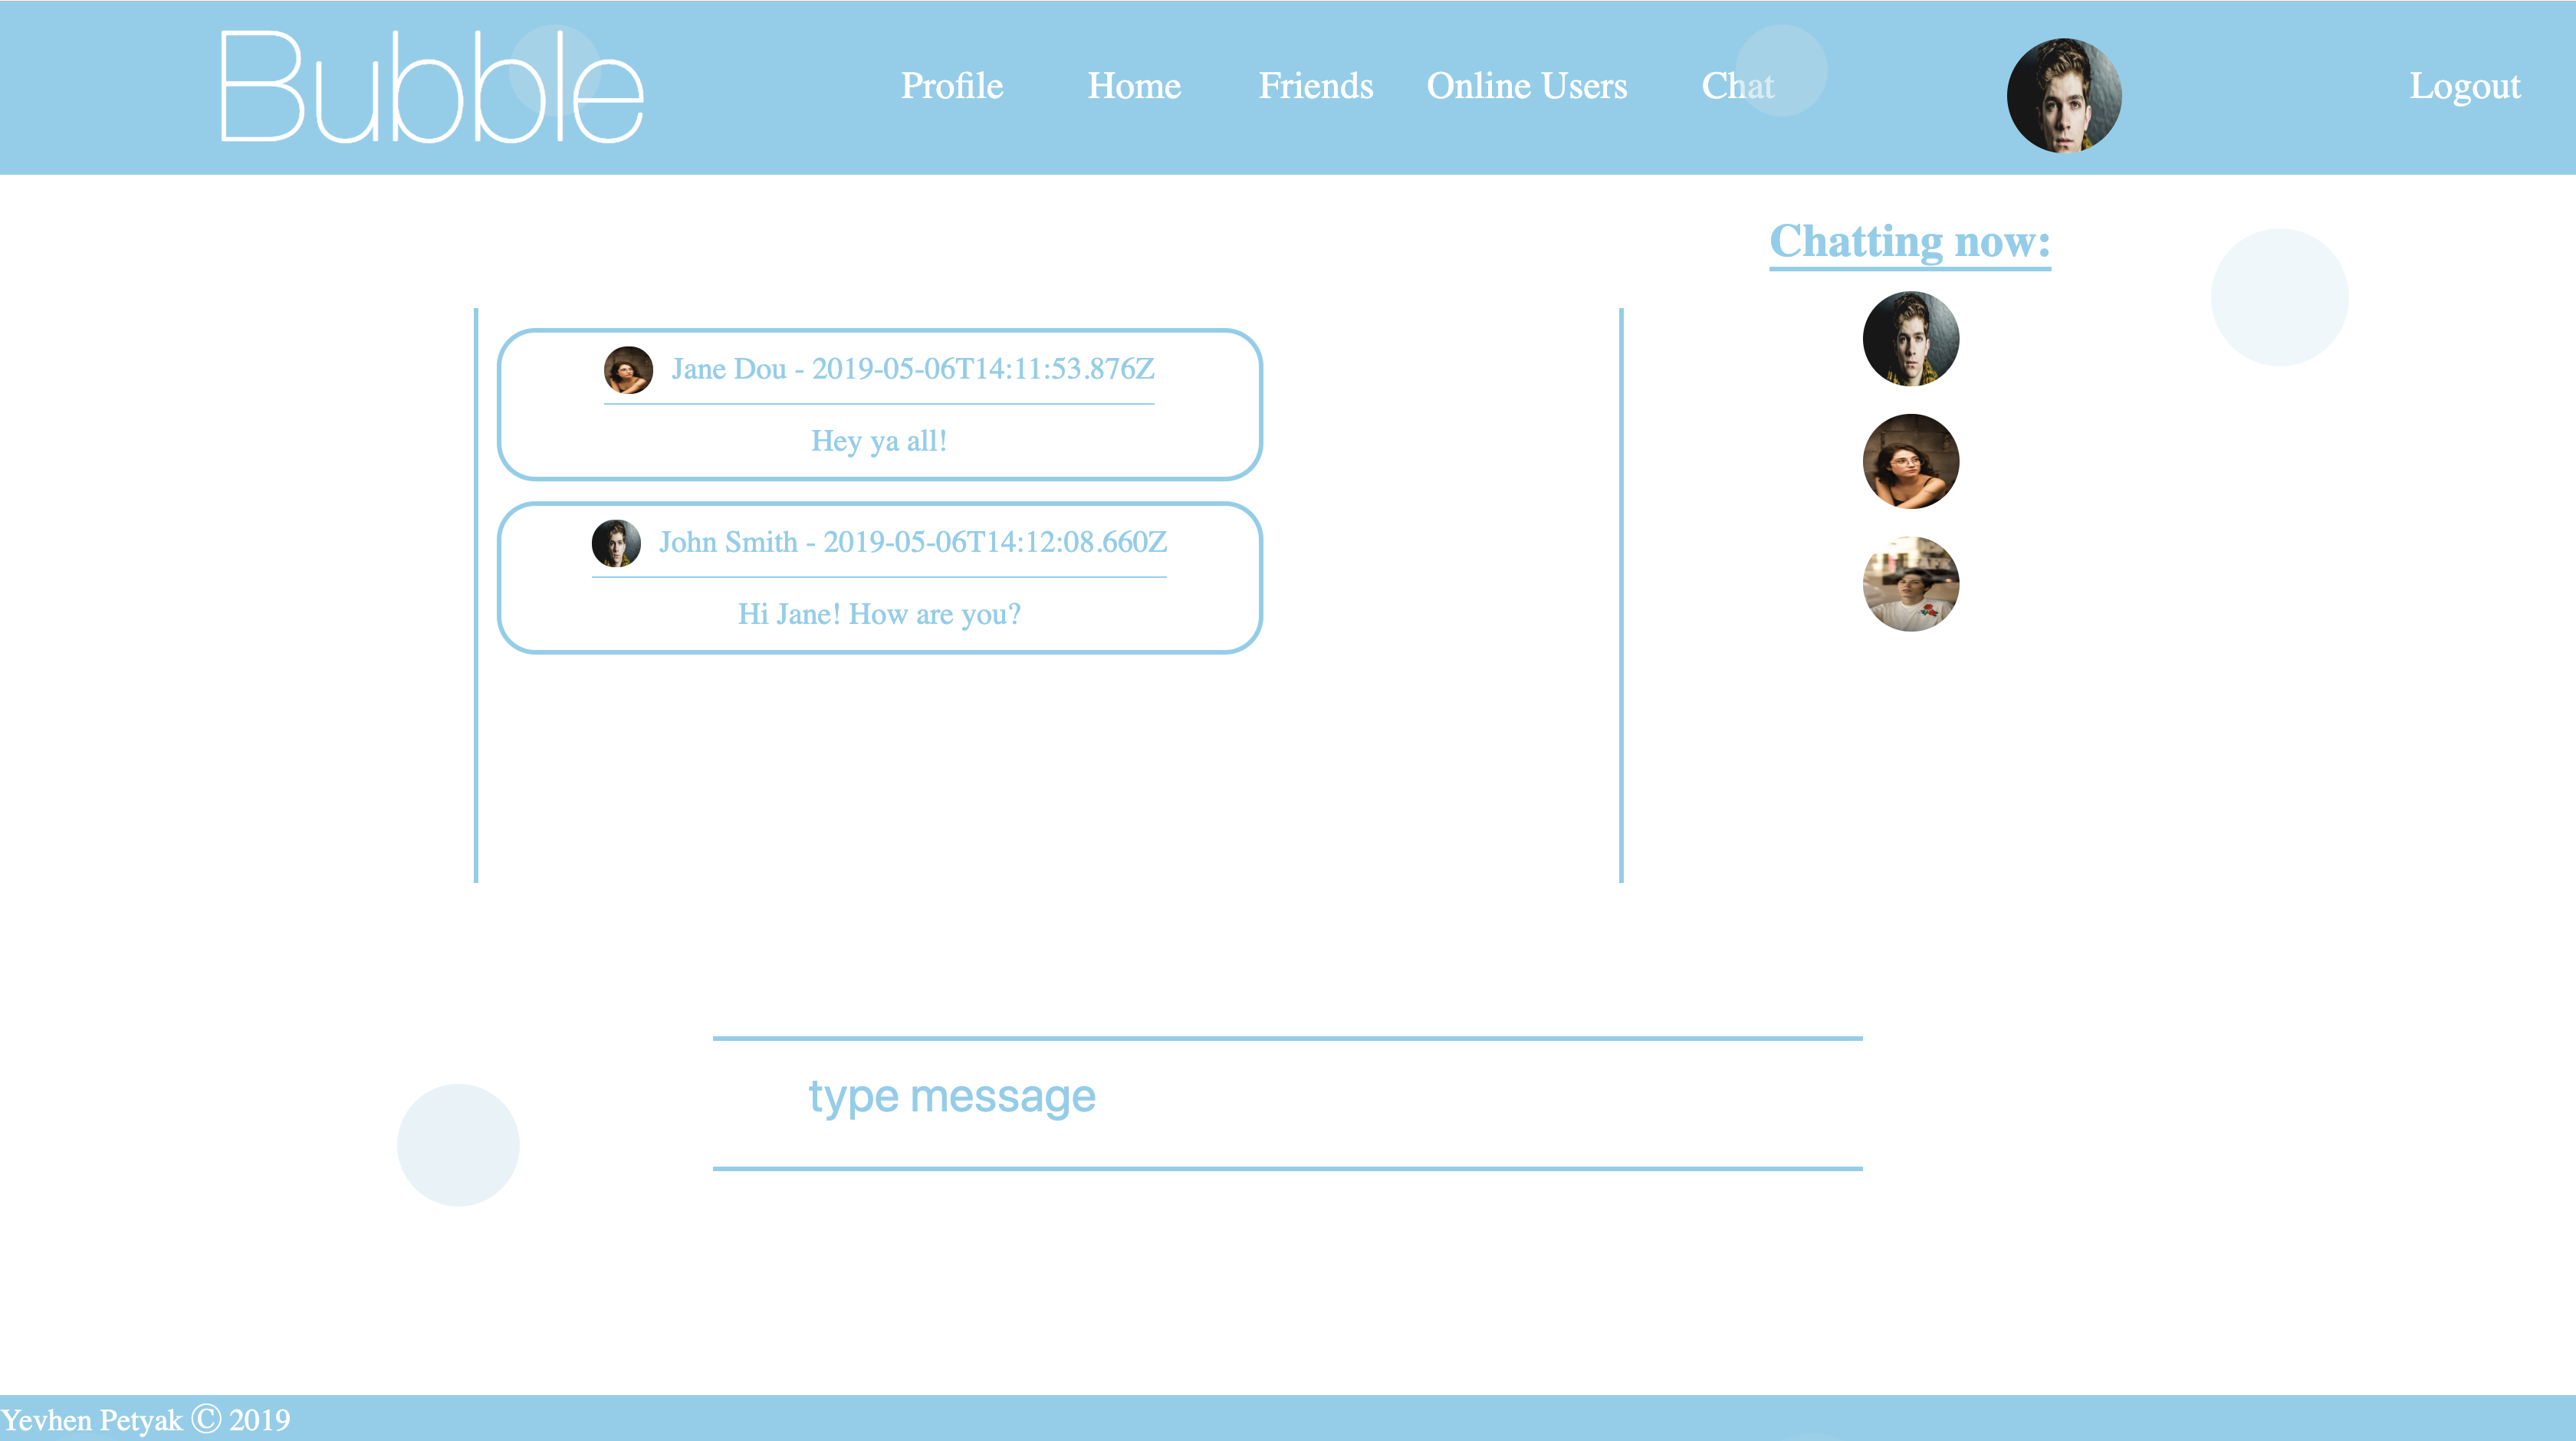 Bubble
Profile Home Friends Online Users Chat Logout
Chatting now:
Jane Dou - 2019-05-06T14:11:53.876Z
Hey ya all!
John Smith - 2019-05-06T14:12:08.660Z
Hi Jane! How are you?
type message
Yevhen Petyak © 2019